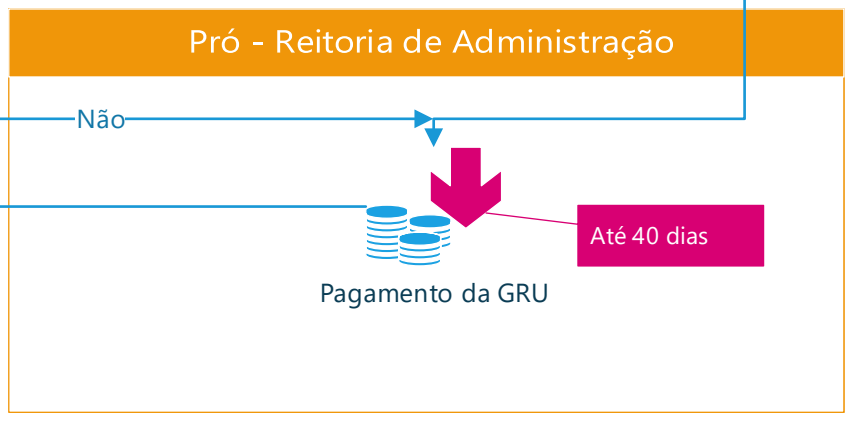 Pró - Reitoria de Administração
Não
Até 40 dias
Pagamento da GRU